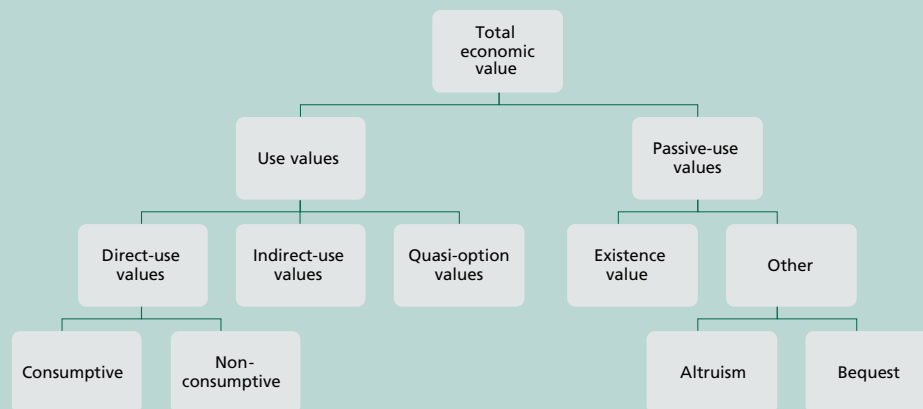 Total
economic
value
Use values
Passive-use
values
Direct-use
values
Indirect-use
values
Quasi-option
values
Existence
value
Other
Consumptive
Non-
consumptive
Altruism
Bequest